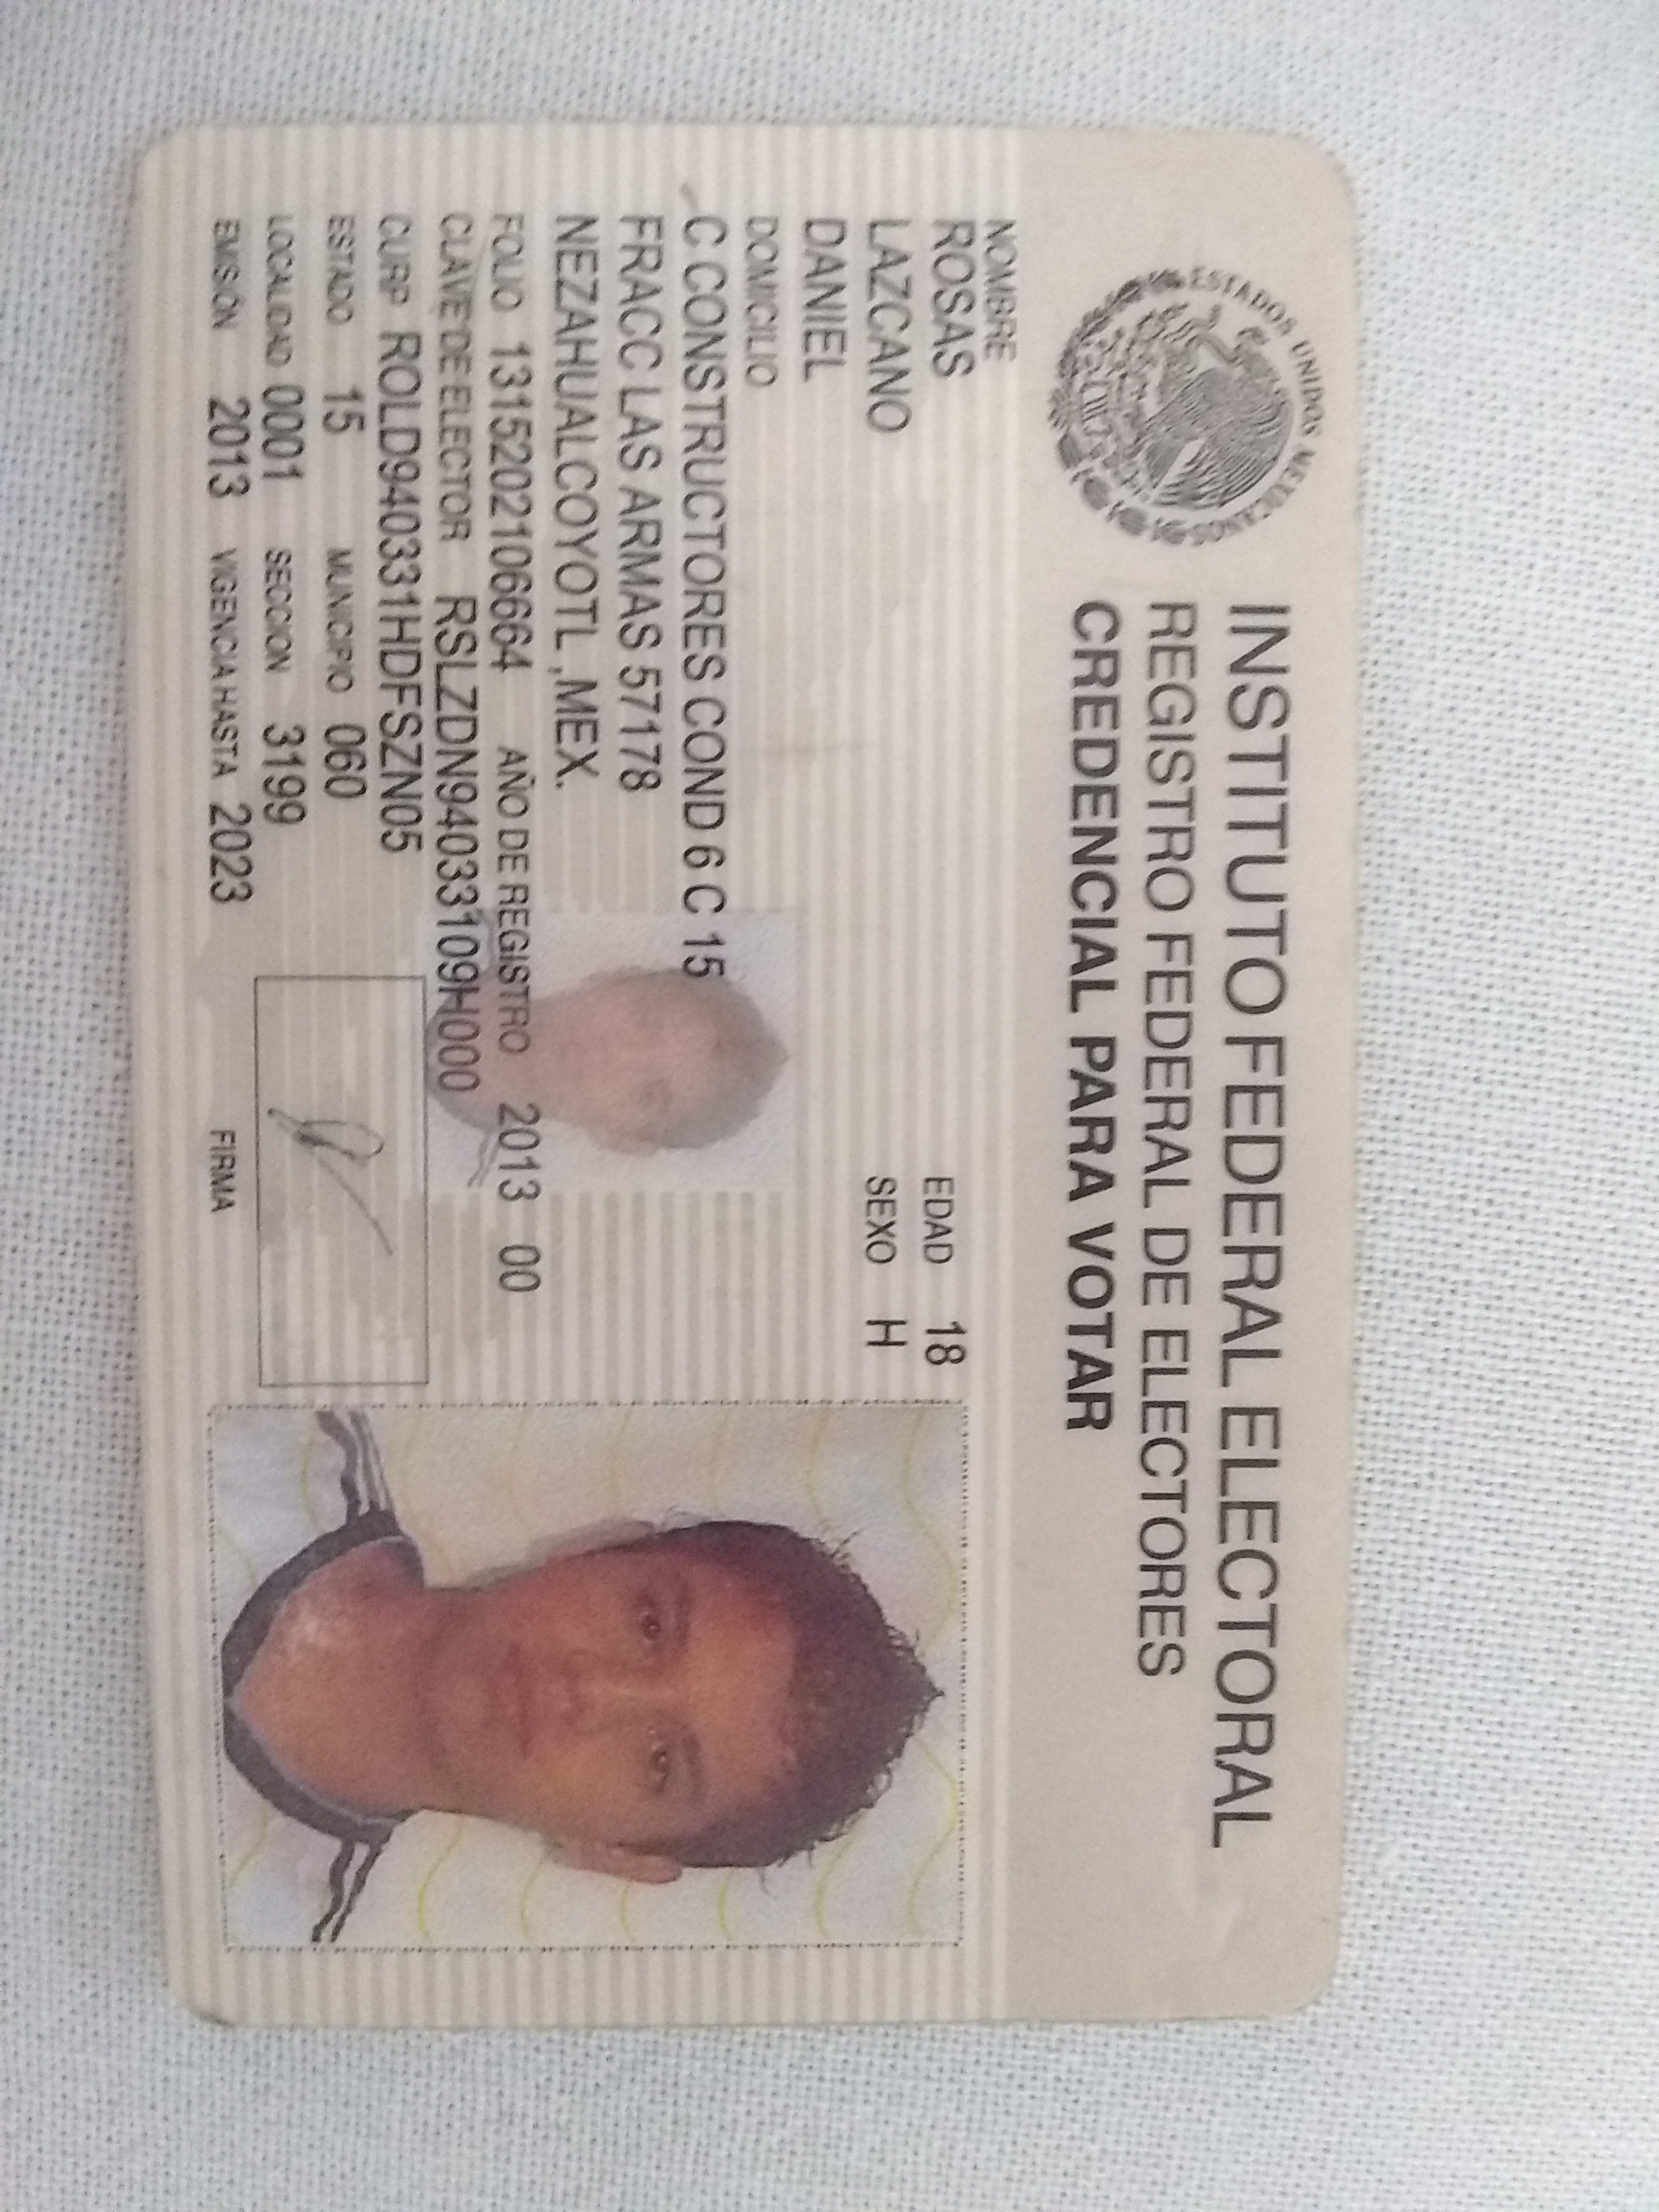 ESTADOS UNIDOS MEXICANOS
INSTITUTO FEDERAL ELECTORAL
REGISTRO FEDERAL DE ELECTORES
CREDENCIAL PARA VOTAR
NOMBRE
ROSAS EDAD 18
LAZCANO SEXO H
DANIEL
DOMICILIO
C CONSTRUCTORES COND 6 C 15
FRACC LAS ARMAS 57178
NEZAHUALCOYOTL ,MEX.
FOLIO 1315202106664 AÑO DE REGISTRO 2013 00
CLAVE DE ELECTOR RSLZDN94033109H000
CURP ROLD940331HDFSZN05
ESTADO 15 MUNICIPIO 060
LOCALIDAD 0001 SECCION 3199
EMISIÓN 2013 VIGENCIA HASTA 2023 FIRMA